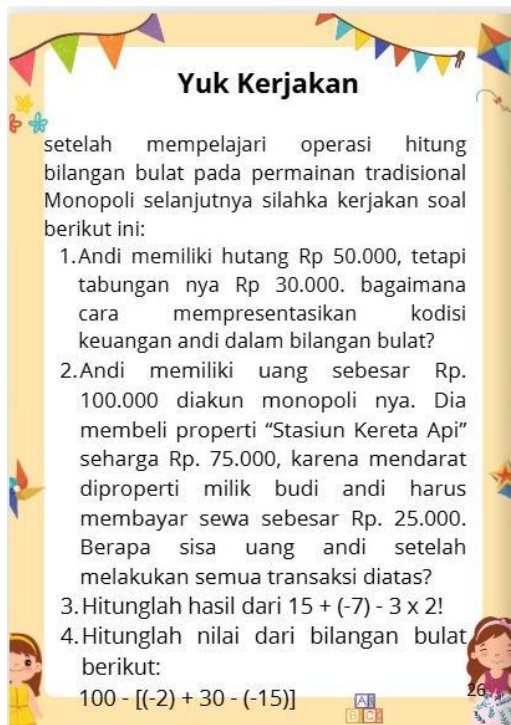 Yuk Kerjakan
setelah mempelajari operasi hitung
bilangan bulat pada permainan tradisional
Monopoli selanjutnya silahka kerjakan soal
berikut ini:
1.Andi memiliki hutang Rp 50.000, tetapi
tabungan nya Rp 30.000. bagaimana
cara mempresentasikan kodisi
keuangan andi dalam bilangan bulat?
2.Andi memiliki uang sebesar Rp.
100.000 diakun monopoli nya. Dia
membeli properti “Stasiun Kereta Api”
seharga Rp. 75.000, karena mendarat
diproperti milik budi andi harus
membayar sewa sebesar Rp. 25.000.
Berapa sisa uang andi setelah
melakukan semua transaksi diatas?
3.Hitunglah hasil dari 15 + (-7) - 3 x 2!
4.Hitunglah nilai dari bilangan bulat
berikut:
100 - [(-2) + 30 - (-15)]
26
A
B C